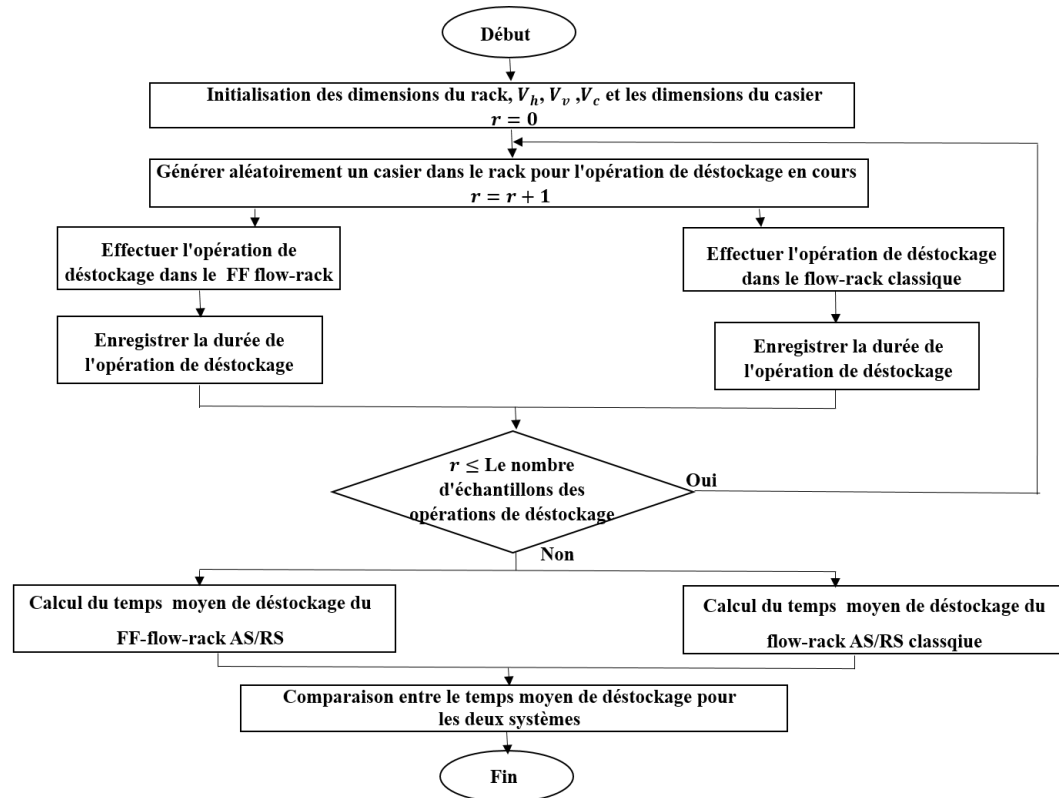 Début
Initialisation des dimensions du rack, V_h, V_v ,V_c et les dimensions du casier
r = 0
Générer aléatoirement un casier dans le rack pour l'opération de déstockage en cours
r = r + 1
Effectuer l'opération de
déstockage dans le FF flow-rack
Effectuer l'opération de déstockage
dans le flow-rack classique
Enregistrer la durée de
l'opération de déstockage
Enregistrer la durée de
l'opération de déstockage
r ≤ Le nombre
d'échantillons des
opérations de déstockage
Oui
Non
Calcul du temps moyen de déstockage du
FF-flow-rack AS/RS
Calcul du temps moyen de déstockage du
flow-rack AS/RS classqiue
Comparaison entre le temps moyen de déstockage pour
les deux systèmes
Fin